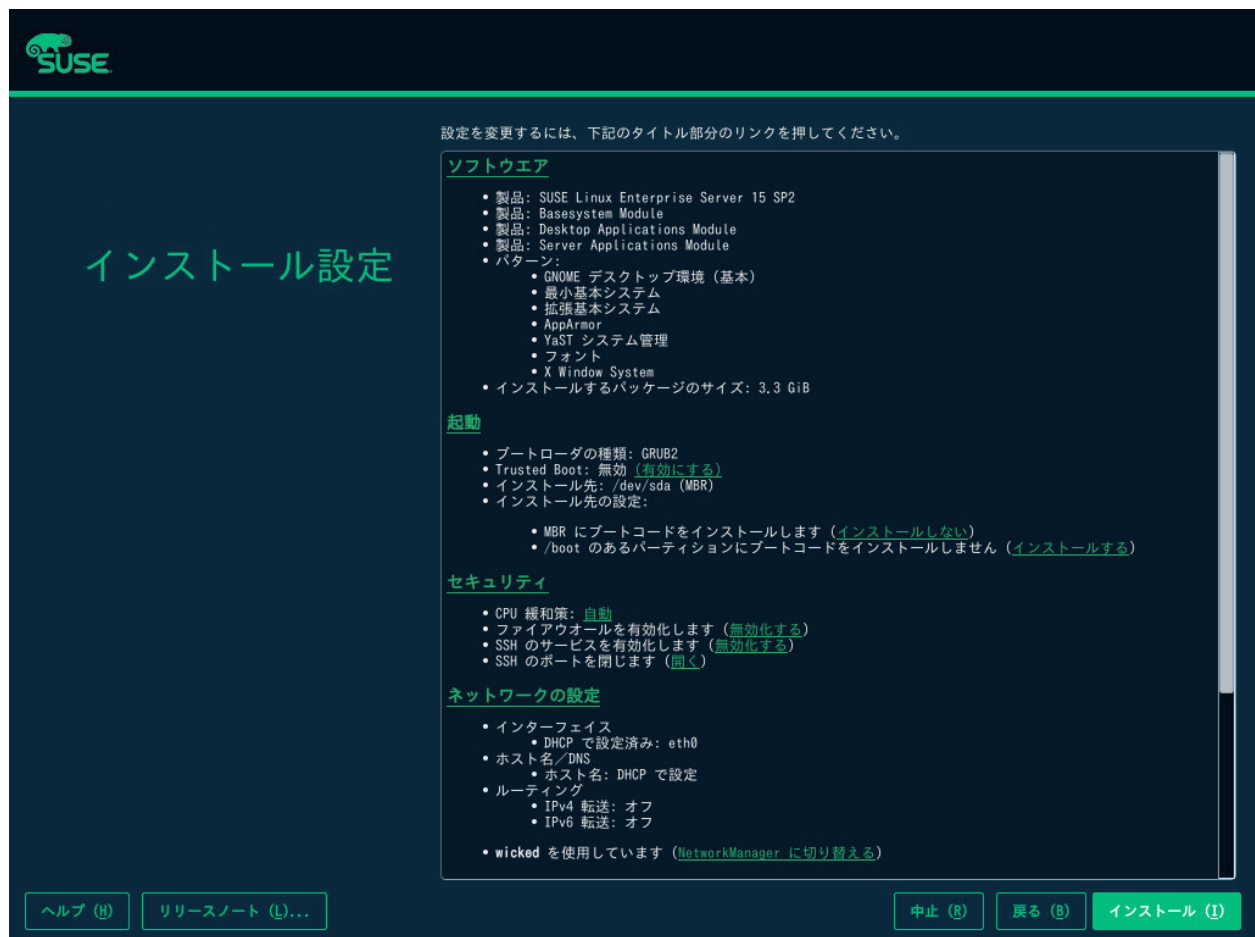 SUSE
設定を変更するには、下記のタイトル部分のリンクを押してください。
インストール設定
ソフトウエア
• 製品: SUSE Linux Enterprise Server 15 SP2
• 製品: Basesystem Module
• 製品: Desktop Applications Module
• 製品: Server Applications Module
• パターン:
• GNOME デスクトップ環境 (基本)
• 最小基本システム
• 拡張基本システム
• AppArmor
• YaST システム管理
• フォント
• X Window System
• インストールするパッケージのサイズ: 3.3 GiB
起動
• ブートローダの種類: GRUB2
• Trusted Boot: 無効 (有効にする)
• インストール先: /dev/sda (MBR)
• インストール先の設定:
• MBR にブートコードをインストールします (インストールしない)
• /boot のあるパーティションにブートコードをインストールしません (インストールする)
セキュリティ
• CPU 緩和策: 自動
• ファイアウオールを有効化します (無効化する)
• SSH のサービスを有効化します (無効化する)
• SSH のポートを閉じます (開く)
ネットワークの設定
• インターフェイス
• DHCP で設定済み: eth0
• ホスト名/DNS
• ホスト名: DHCP で設定
• ルーティング
• IPv4 転送: オフ
• IPv6 転送: オフ
• wicked を使用しています (NetworkManager に切り替える)
ヘルプ (H) リリースノート (L)... 中止 (R) 戻る (B) インストール (I)